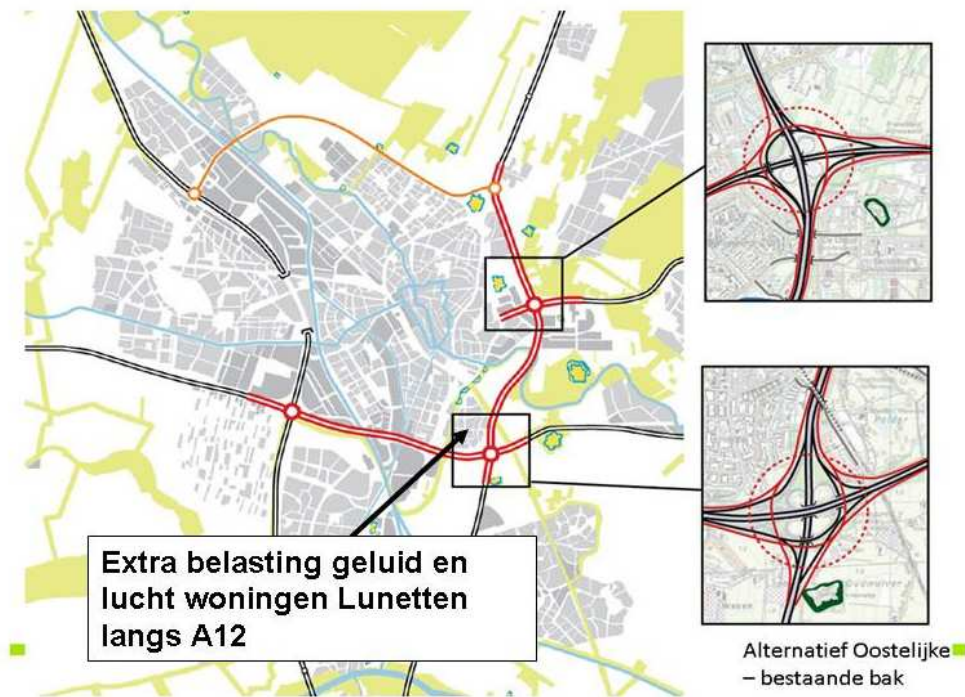 Extra belasting geluid en
lucht woningen Lunetten
langs A12
Alternatief Oostelijke
– bestaande bak